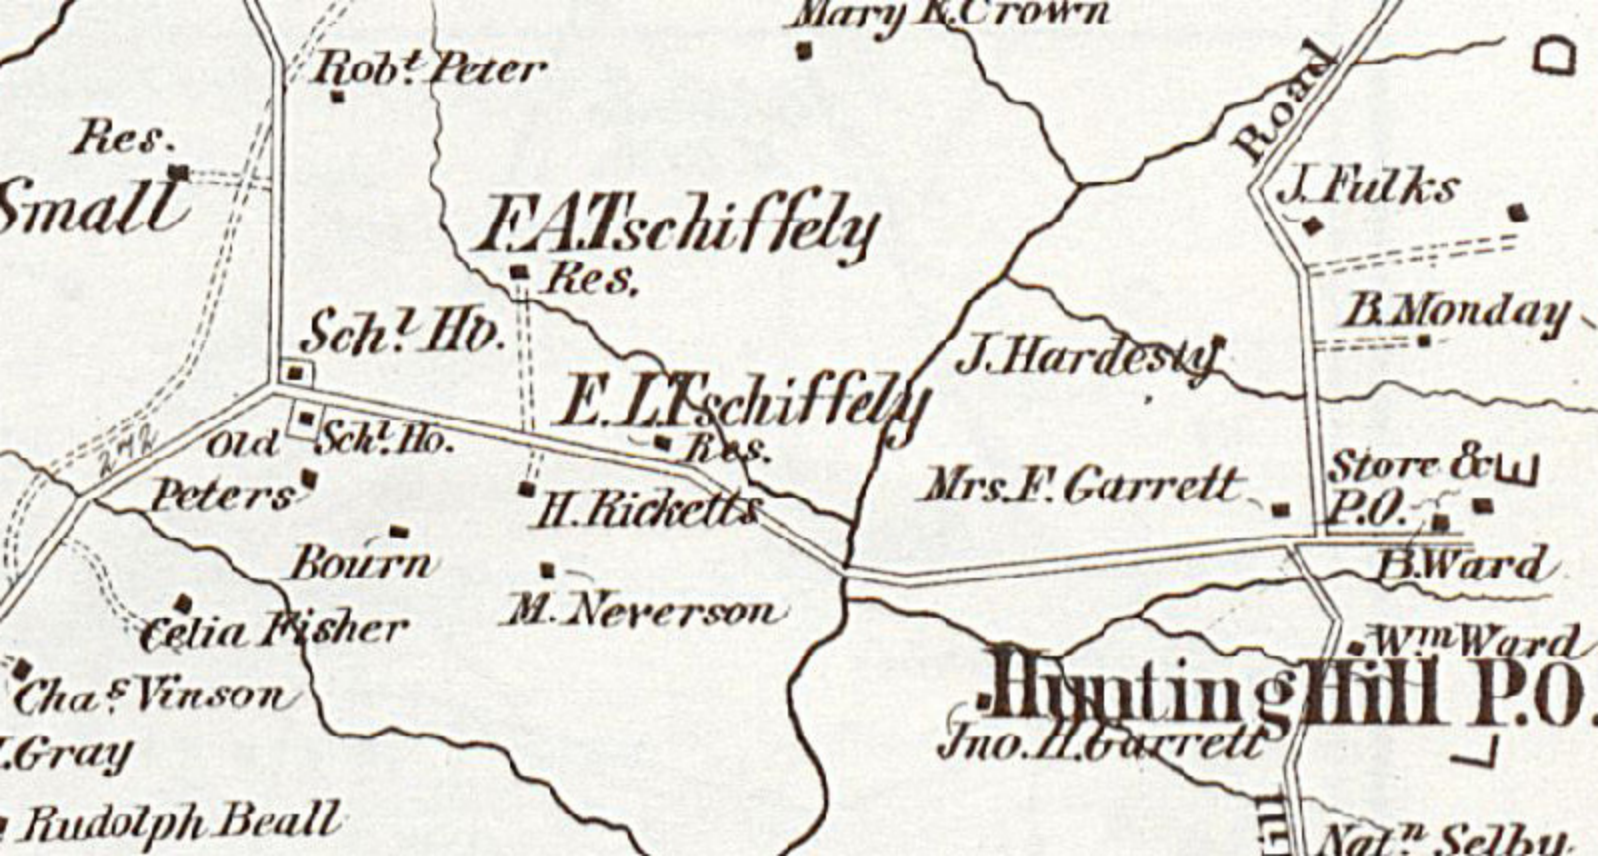 Mary E. Crown
Robt. Peter
Road
D
Res.
Small
J. Fulks
F.A. Tschiffely
Res.
B. Monday
Schl. Ho.
J. Hardesty
E. I. Tschiffely
Res.
Old Schl. Ho.
272
Store &
P.O.
E
Peters
H. Ricketts
Mrs. F. Garrett
Bourn
B. Ward
M. Neverson
Celia Fisher
Wm Ward
Hunting Hill P.O.
Chas. Vinson
Jno. H. Garrett
L
Gray
Rudolph Beall
Natn. Selby